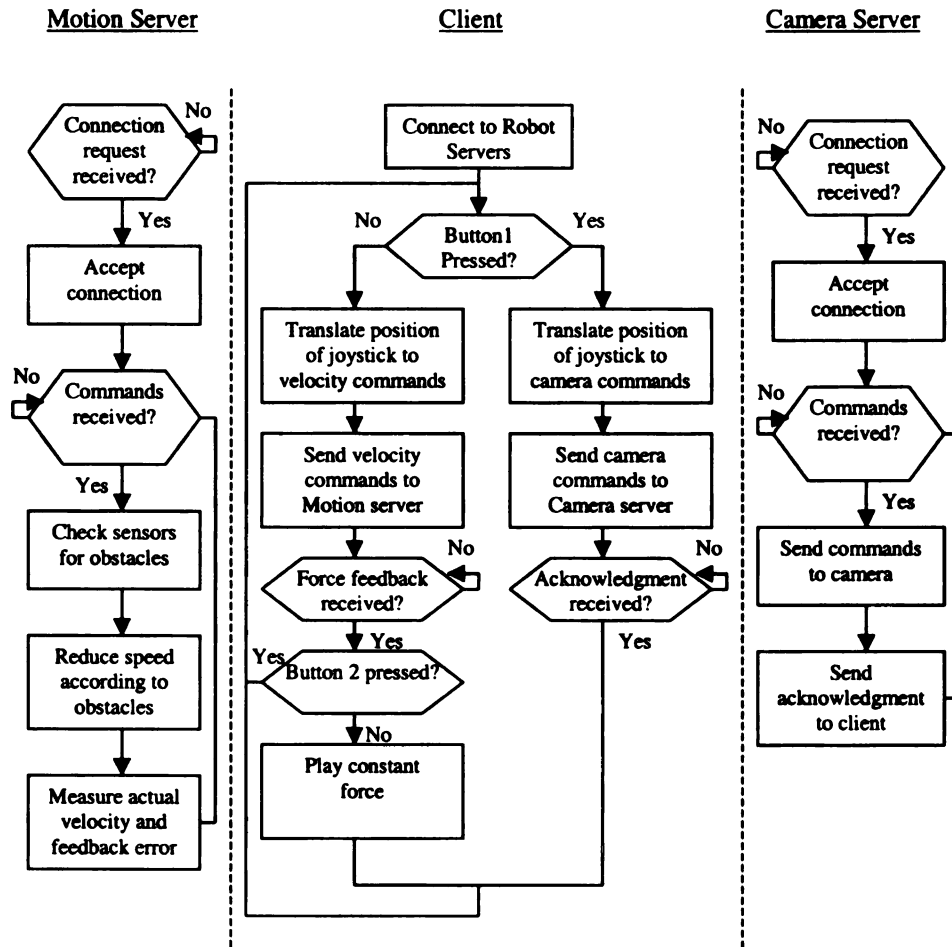 Motion Server
Client
Camera Server
No
Connection
request
received?
Yes
Accept
connection
No
Commands
received?
Yes
Check sensors
for obstacles
Reduce speed
according to
obstacles
Measure actual
velocity and
feedback error
Connect to Robot
Servers
No
Yes
Button1
Pressed?
Translate position
of joystick to
velocity commands
Send velocity
commands to
Motion server
No
Force feedback
received?
Yes
Yes
Button 2 pressed?
No
Play constant
force
Translate position
of joystick to
camera commands
Send camera
commands to
Camera server
No
Acknowledgment
received?
Yes
No
Connection
request
received?
Yes
Accept
connection
No
Commands
received?
Yes
Send commands
to camera
Send
acknowledgment
to client